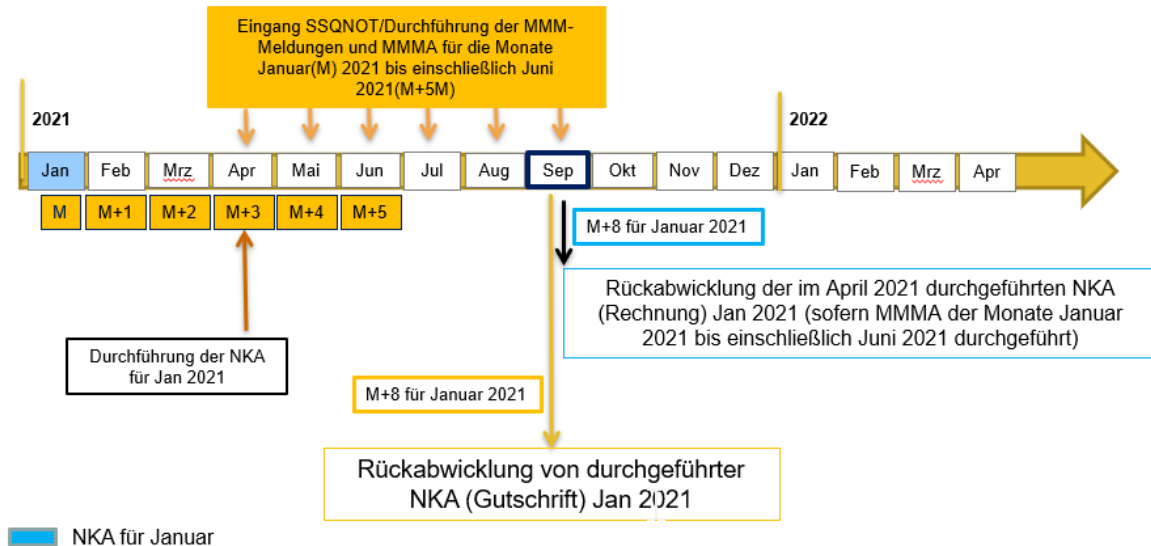 Eingang SSQNOT/Durchführung der MMM-
Meldungen und MMMA für die Monate
Januar(M) 2021 bis einschließlich Juni
2021(M+5M)
2021
2022
Jan Feb Mrz Apr Mai Jun Jul Aug Sep Okt Nov Dez Jan Feb Mrz Apr
M M+1 M+2 M+3 M+4 M+5
M+8 für Januar 2021
Rückabwicklung der im April 2021 durchgeführten NKA
(Rechnung) Jan 2021 (sofern MMMA der Monate Januar
2021 bis einschließlich Juni 2021 durchgeführt)
Durchführung der NKA
für Jan 2021
M+8 für Januar 2021
Rückabwicklung von durchgeführter
NKA (Gutschrift) Jan 2021
NKA für Januar